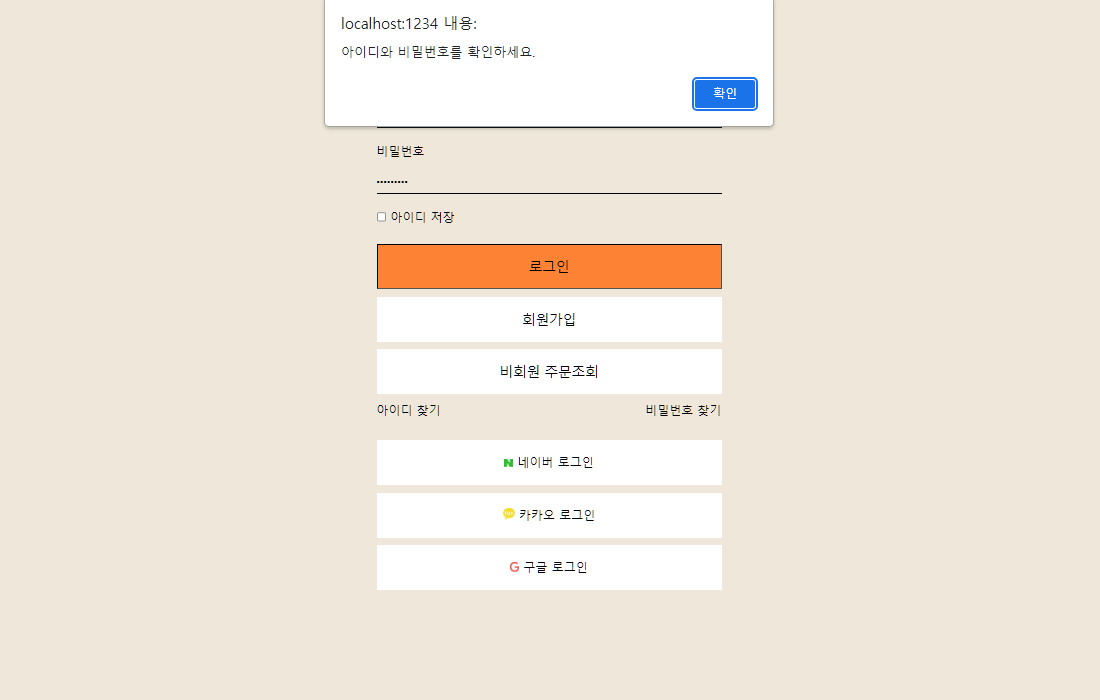 localhost:1234 내용:
아이디와 비밀번호를 확인하세요.
확인
비밀번호
•••••••••
아이디 저장
로그인
회원가입
비회원 주문조회
아이디 찾기 비밀번호 찾기
N 네이버 로그인
카카오 로그인
G 구글 로그인